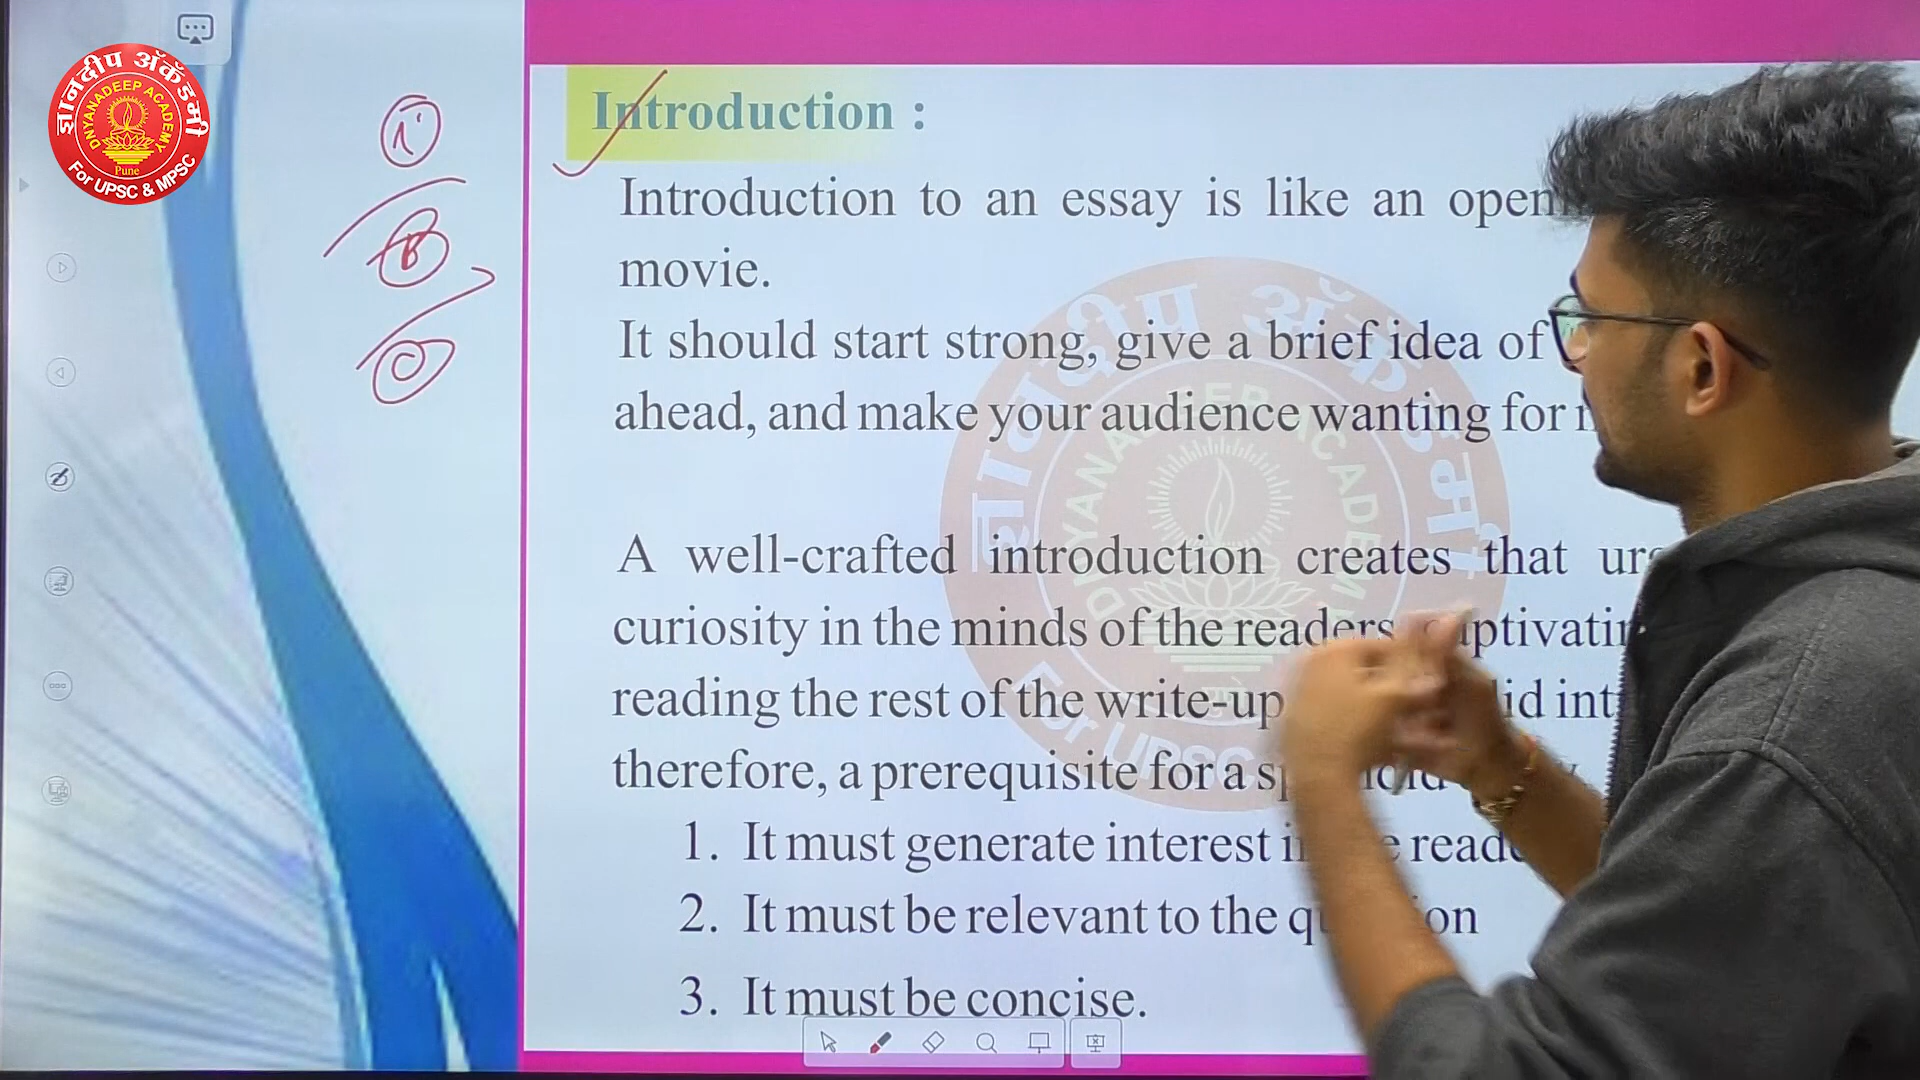 ज्ञानदीप अ‍ॅकॅडमी
DNYANADEEP ACADEMY
Pune
For UPSC & MPSC
B
C
Introduction :
Introduction to an essay is like an
movie.
It should start strong, give a brief idea of
ahead, and make your audience wanting for
A well-crafted introduction creates that
curiosity in the minds of the readers,
reading the rest of the write-up
therefore, a prerequisite for a
1. It must generate interest
2. It must be relevant to the
3. It must be concise.